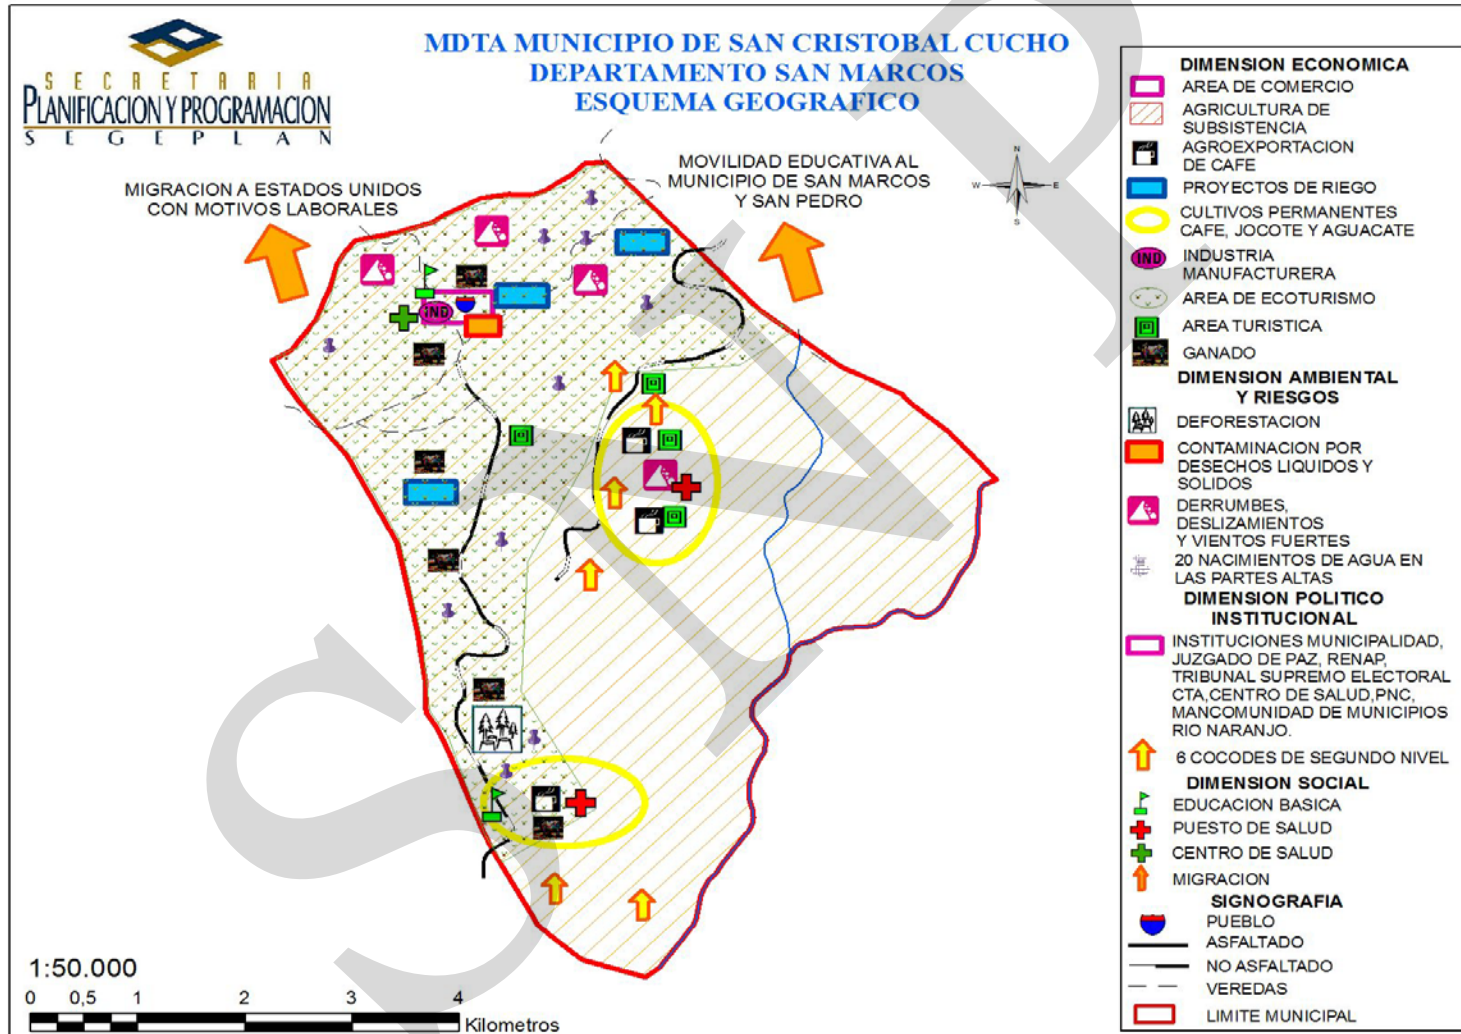 SECRETARIA
PLANIFICACION Y PROGRAMACION
SEGEPLAN
MDTA MUNICIPIO DE SAN CRISTOBAL CUCHO
DEPARTAMENTO SAN MARCOS
ESQUEMA GEOGRAFICO
MIGRACION A ESTADOS UNIDOS
CON MOTIVOS LABORALES
MOVILIDAD EDUCATIVA AL
MUNICIPIO DE SAN MARCOS
Y SAN PEDRO
N
W
E
S
IND
DIMENSION ECONOMICA
AREA DE COMERCIO
AGRICULTURA DE
SUBSISTENCIA
AGROEXPORTACION
DE CAFE
PROYECTOS DE RIEGO
CULTIVOS PERMANENTES
CAFE, JOCOTE Y AGUACATE
IND
INDUSTRIA
MANUFACTURERA
AREA DE ECOTURISMO
AREA TURISTICA
GANADO
DIMENSION AMBIENTAL
Y RIESGOS
DEFORESTACION
CONTAMINACION POR
DESECHOS LIQUIDOS Y
SOLIDOS
DERRUMBES,
DESLIZAMIENTOS
Y VIENTOS FUERTES
20 NACIMIENTOS DE AGUA EN
LAS PARTES ALTAS
DIMENSION POLITICO
INSTITUCIONAL
INSTITUCIONES MUNICIPALIDAD,
JUZGADO DE PAZ, RENAP,
TRIBUNAL SUPREMO ELECTORAL
CTA,CENTRO DE SALUD,PNC,
MANCOMUNIDAD DE MUNICIPIOS
RIO NARANJO.
6 COCODES DE SEGUNDO NIVEL
DIMENSION SOCIAL
EDUCACION BASICA
PUESTO DE SALUD
CENTRO DE SALUD
MIGRACION
SIGNOGRAFIA
PUEBLO
ASFALTADO
NO ASFALTADO
VEREDAS
LIMITE MUNICIPAL
1:50.000
0 0,5 1 2 3 4
Kilometros
SNP